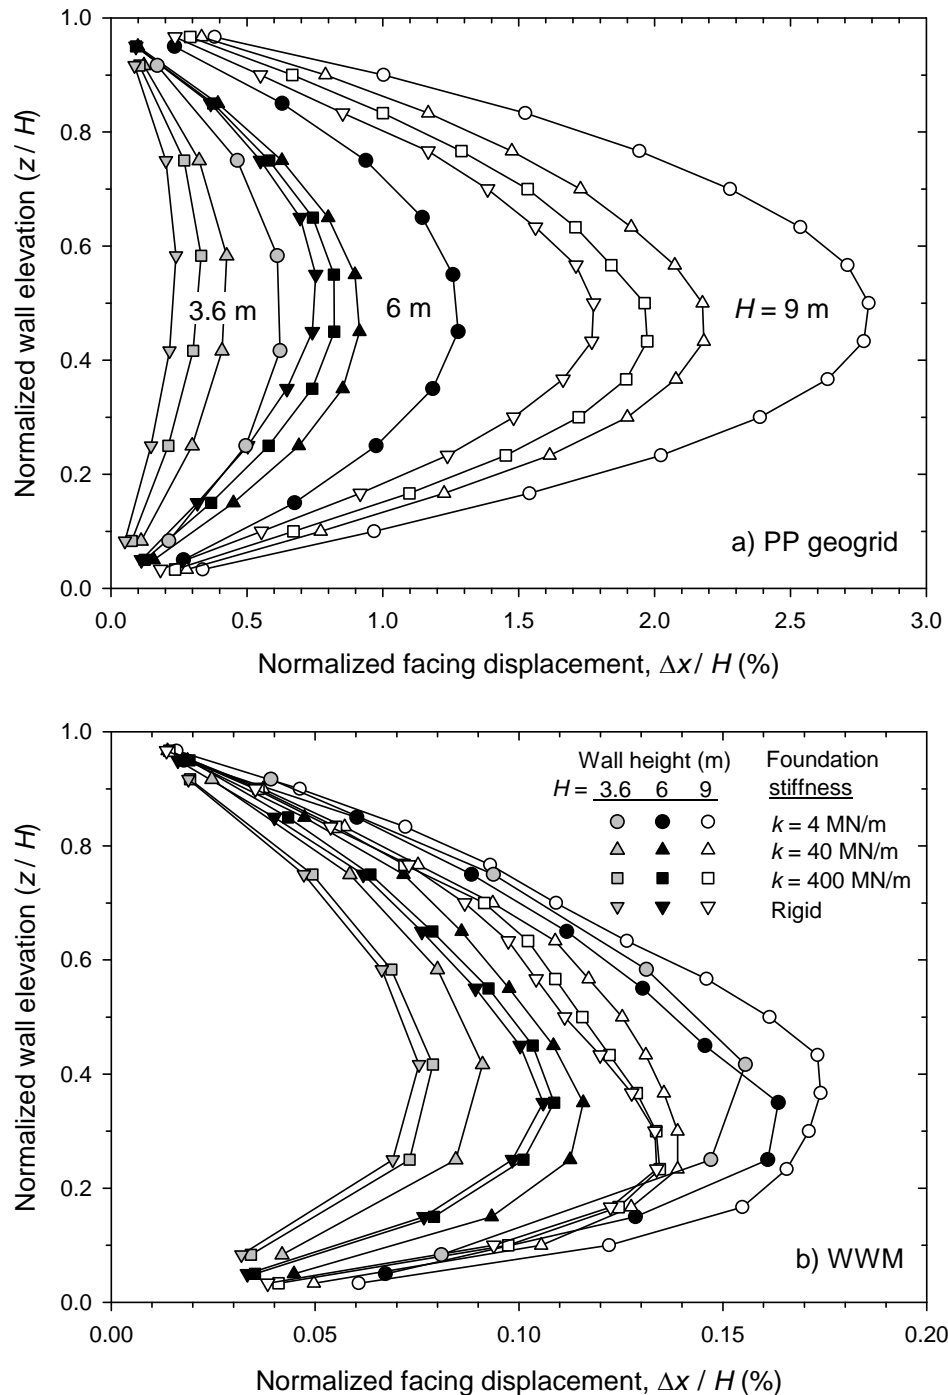 1.0
0.8
0.6
0.4
0.2
0.0
Normalized wall elevation (z / H)
3.6 m
6 m
H = 9 m
a) PP geogrid
0.0 0.5 1.0 1.5 2.0 2.5 3.0
Normalized facing displacement, Δx / H (%)
1.0
0.8
0.6
0.4
0.2
0.0
Normalized wall elevation (z / H)
Wall height (m) Foundation
H = 3.6 6 9 stiffness
k = 4 MN/m
k = 40 MN/m
k = 400 MN/m
Rigid
b) WWM
0.00 0.05 0.10 0.15 0.20
Normalized facing displacement, Δx / H (%)